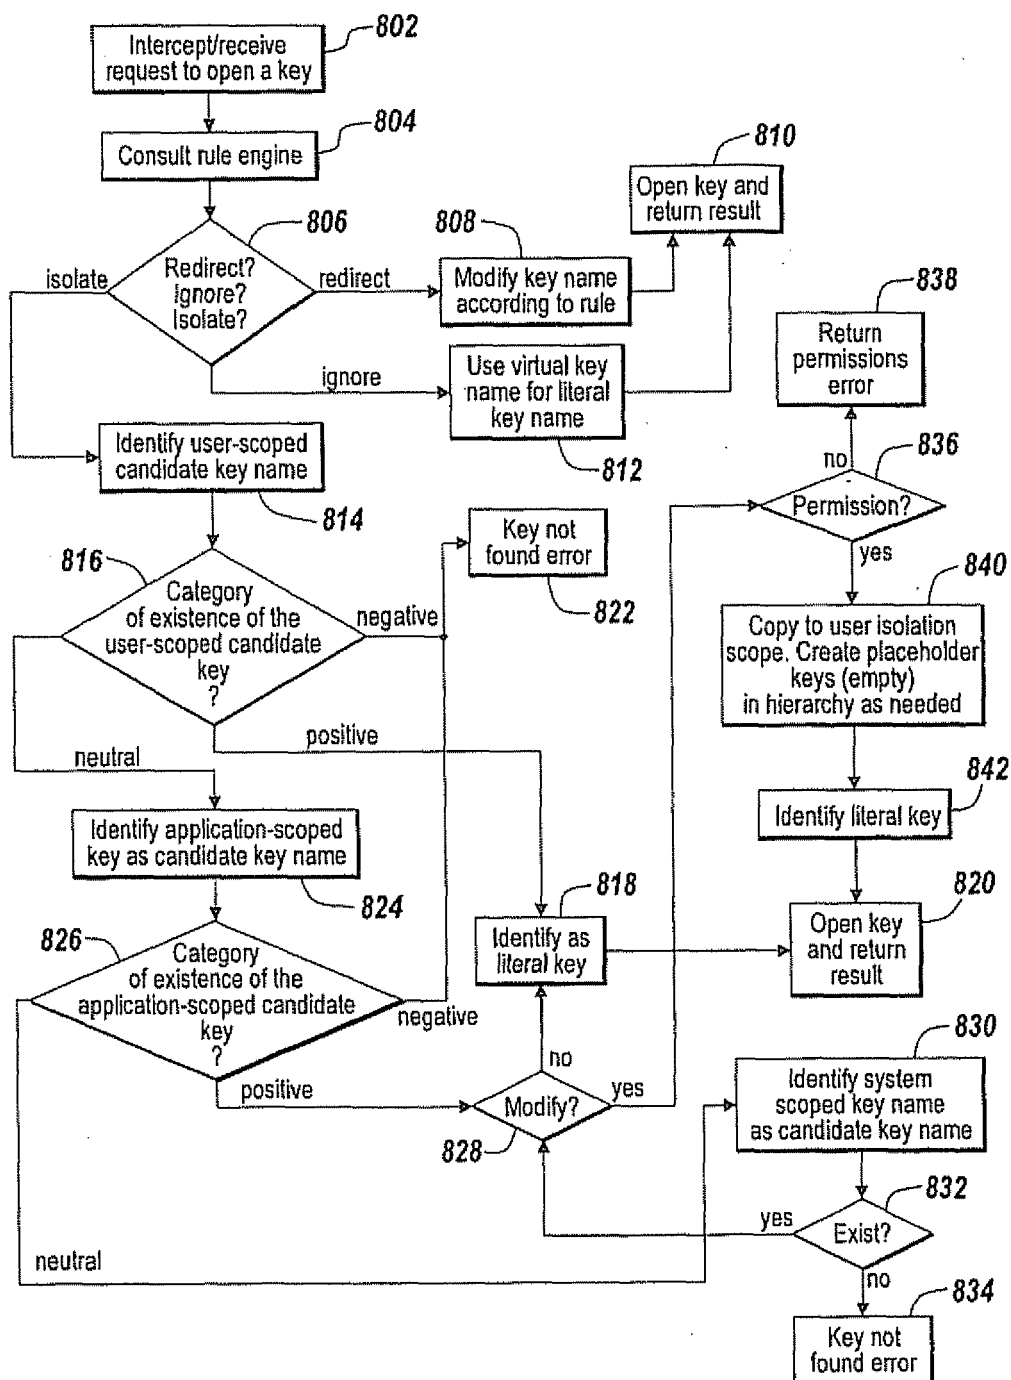 802
Intercept/receive
request to open a key
804
Consult rule engine
806
Redirect?
Ignore?
Isolate?
isolate
redirect
ignore
808
Modify key name
according to rule
810
Open key and
return result
Use virtual key
name for literal
key name
812
Identify user-scoped
candidate key name
814
816
Category
of existence of the
user-scoped candidate
key
?
negative
positive
neutral
Key not
found error
822
838
Return
permissions
error
no
836
Permission?
yes
840
Copy to user isolation
scope. Create placeholder
keys (empty)
in hierarchy as needed
842
Identify literal key
820
Open key
and return
result
Identify application-scoped
key as candidate key name
824
826
Category
of existence of the
application-scoped candidate
key
?
negative
positive
neutral
818
Identify as
literal key
no
Modify?
yes
828
830
Identify system
scoped key name
as candidate key name
832
Exist?
yes
no
834
Key not
found error